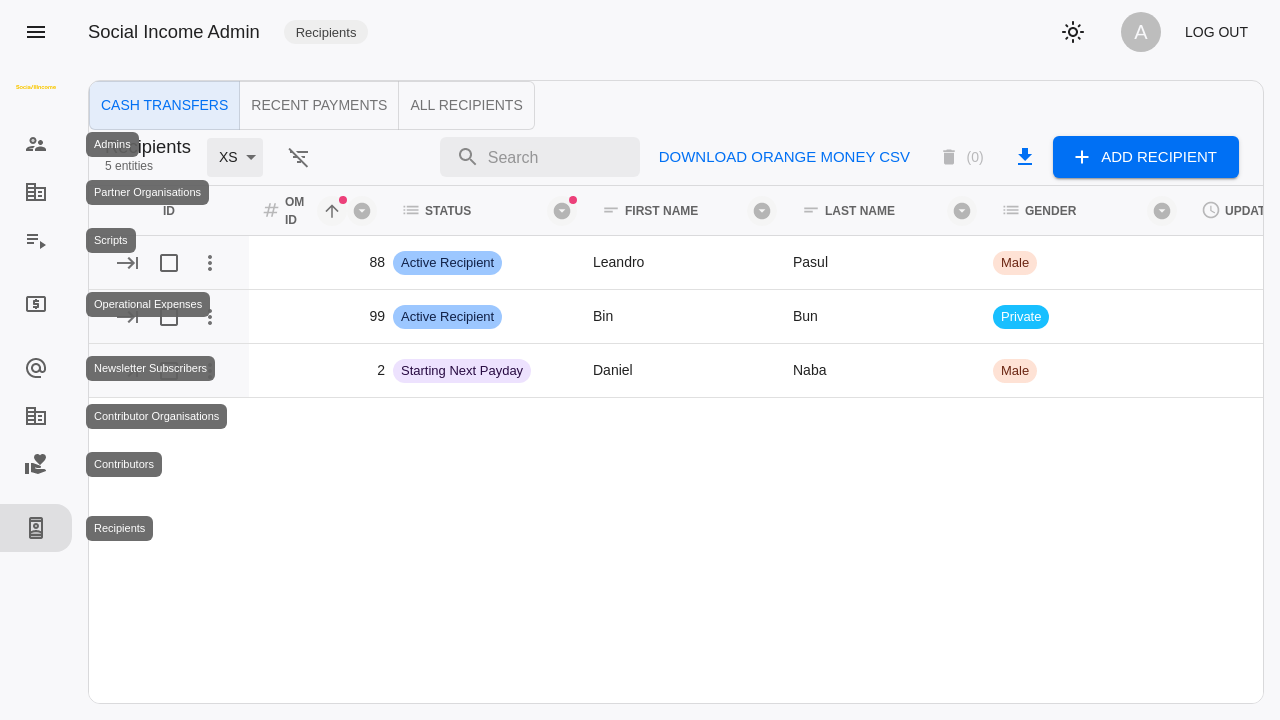 Social Income Admin
Recipients
A
LOG OUT
Social Income
CASH TRANSFERS
RECENT PAYMENTS
ALL RECIPIENTS
Admins
Recipients
5 entities
XS
Search
DOWNLOAD ORANGE MONEY CSV
(0)
ADD RECIPIENT
Partner Organisations
ID
OM
ID
STATUS
FIRST NAME
LAST NAME
GENDER
UPDAT
Scripts
88
Active Recipient
Leandro
Pasul
Male
Operational Expenses
99
Active Recipient
Bin
Bun
Private
Newsletter Subscribers
2
Starting Next Payday
Daniel
Naba
Male
Contributor Organisations
Contributors
Recipients